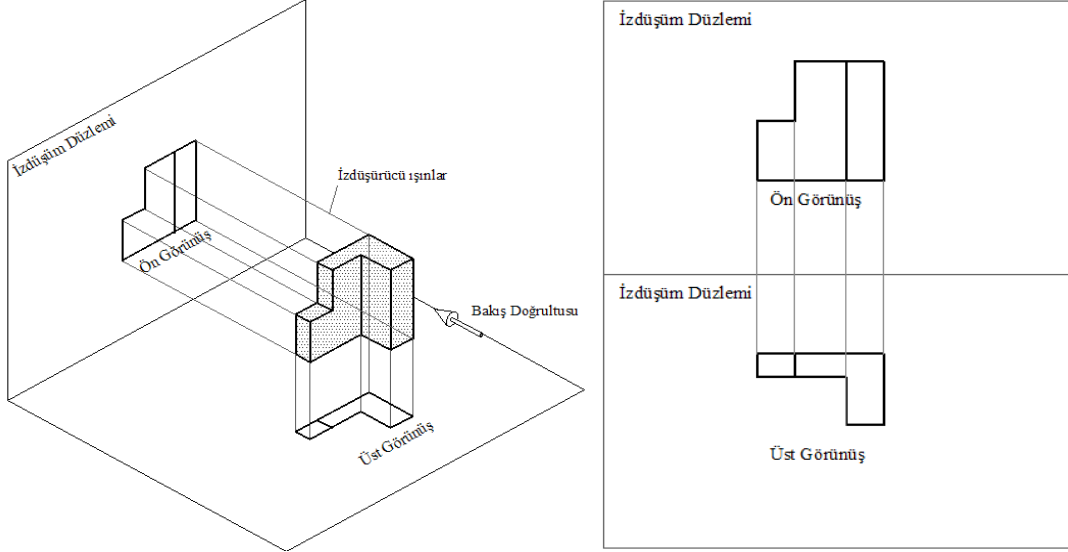 İzdüşüm Düzlemi
İzdüşürücü ışınlar
Ön Görünüş
Bakış Doğrultusu
Üst Görünüş
İzdüşüm Düzlemi
Ön Görünüş
İzdüşüm Düzlemi
Üst Görünüş